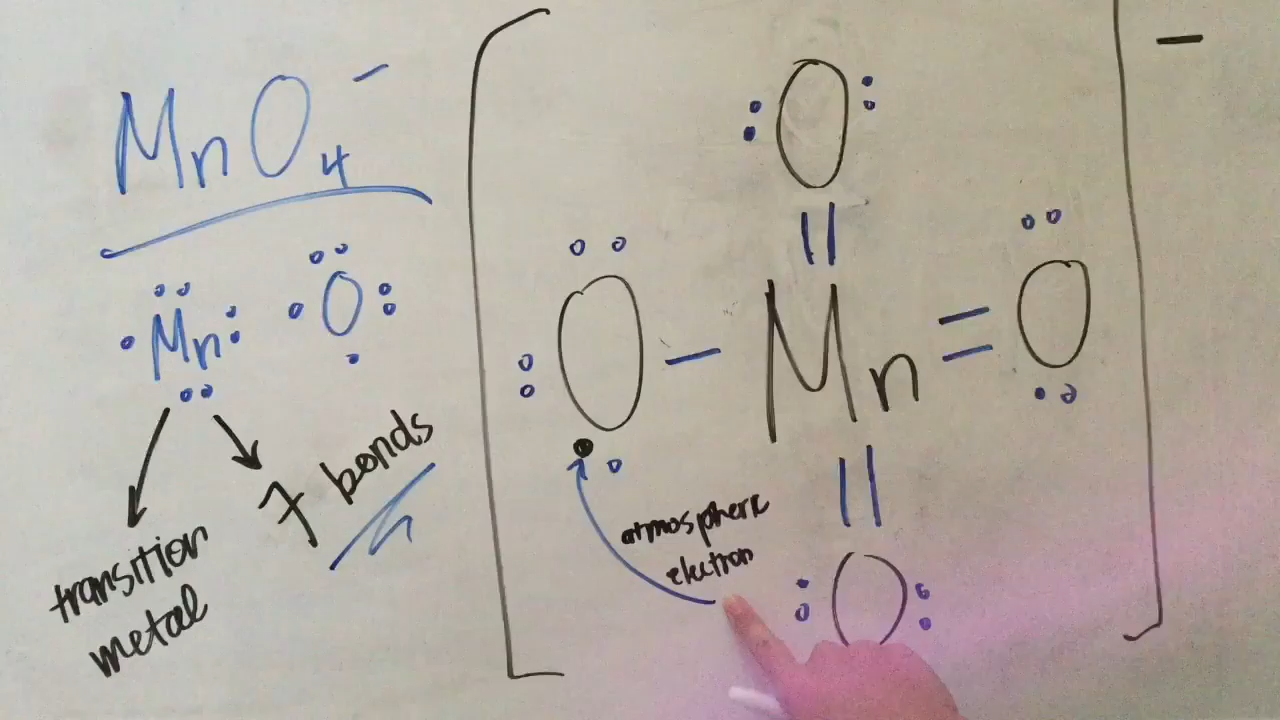 MnO₄⁻
Mn O
transition
metal
7 bonds
O
O - Mn = O
O
atmospheric
electron
−